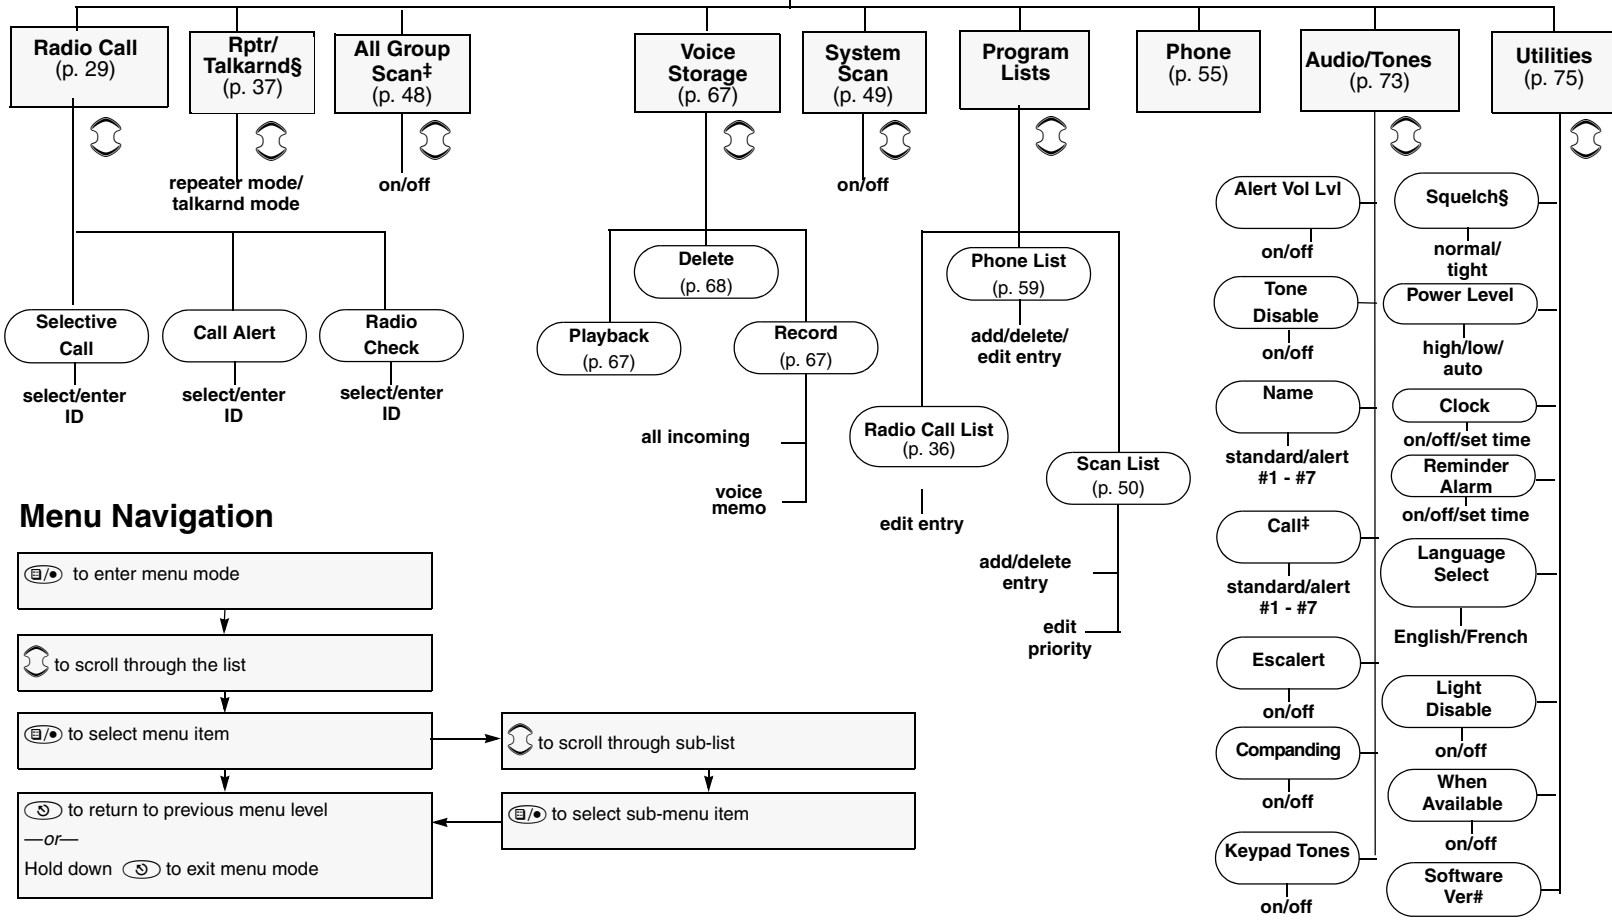 Radio Call
(p. 29)
Rptr/
Talkarnd§
(p. 37)
All Group
Scan‡
(p. 48)
Voice
Storage
(p. 67)
System
Scan
(p. 49)
Program
Lists
Phone
(p. 55)
Audio/Tones
(p. 73)
Utilities
(p. 75)
repeater mode/
talkarnd mode
on/off
on/off
Selective
Call
select/enter
ID
Call Alert
select/enter
ID
Radio
Check
select/enter
ID
Delete
(p. 68)
Playback
(p. 67)
Record
(p. 67)
all incoming
voice
memo
Phone List
(p. 59)
add/delete/
edit entry
Radio Call List
(p. 36)
edit entry
Scan List
(p. 50)
add/delete
entry
edit
priority
Alert Vol Lvl
on/off
Tone
Disable
on/off
Name
standard/alert
#1 - #7
Call‡
standard/alert
#1 - #7
Escalert
on/off
Companding
on/off
Keypad Tones
on/off
Squelch§
normal/
tight
Power Level
high/low/
auto
Clock
on/off/set time
Reminder
Alarm
on/off/set time
Language
Select
English/French
Light
Disable
on/off
When
Available
on/off
Software
Ver#
Menu Navigation
to enter menu mode
to scroll through the list
to select menu item
to scroll through sub-list
to select sub-menu item
to return to previous menu level
—or—
Hold down to exit menu mode